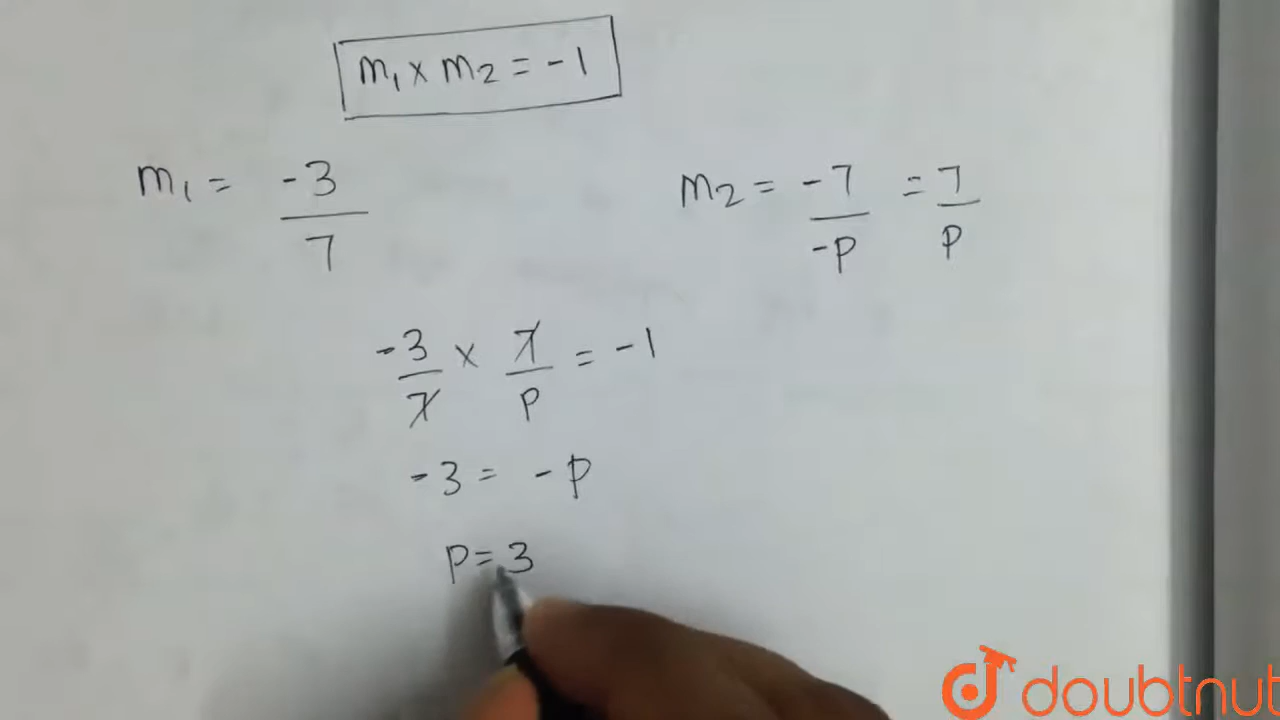 m₁ × m₂ = -1
m₁ = -3/7
m₂ = -7/-p = 7/p
-3/7 × 7/p = -1
-3 = -p
p = 3
doubtnut